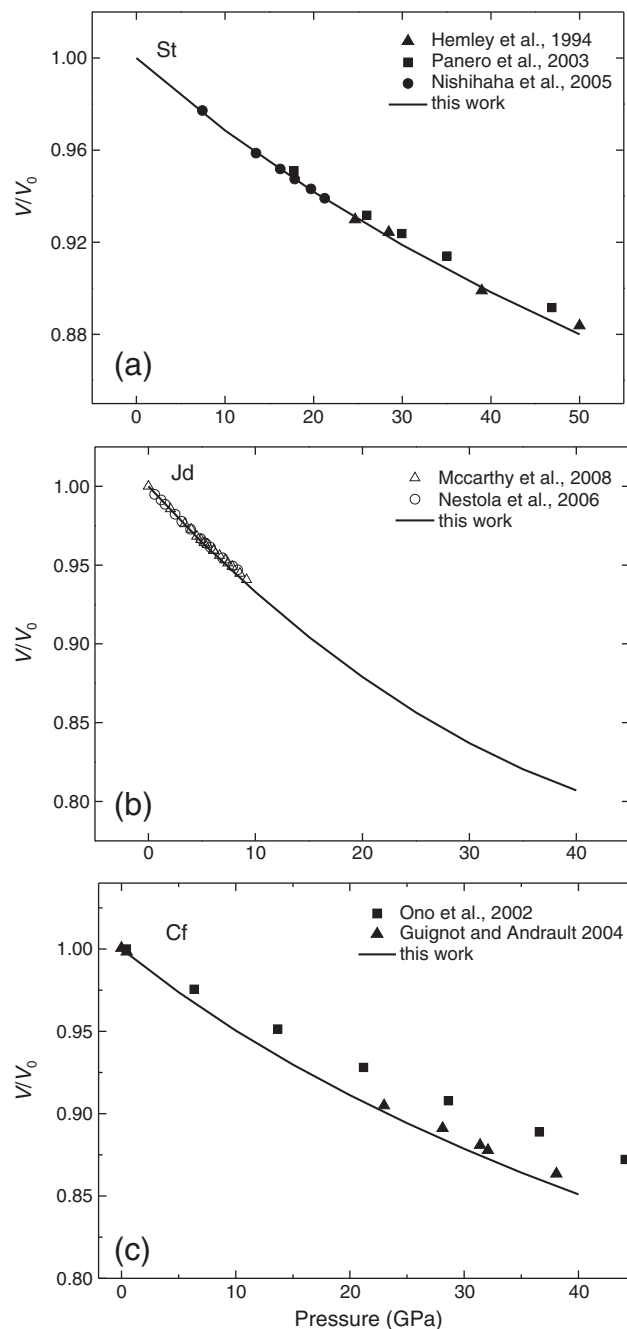 St
Hemley et al., 1994
Panero et al., 2003
Nishihaha et al., 2005
this work
1.00
0.96
0.92
0.88
V/V0
(a)
0 10 20 30 40 50
Jd
Mccarthy et al., 2008
Nestola et al., 2006
this work
1.00
0.95
0.90
0.85
0.80
V/V0
(b)
0 10 20 30 40
Cf
Ono et al., 2002
Guignot and Andrault 2004
this work
1.00
0.95
0.90
0.85
0.80
V/V0
(c)
0 10 20 30 40
Pressure (GPa)